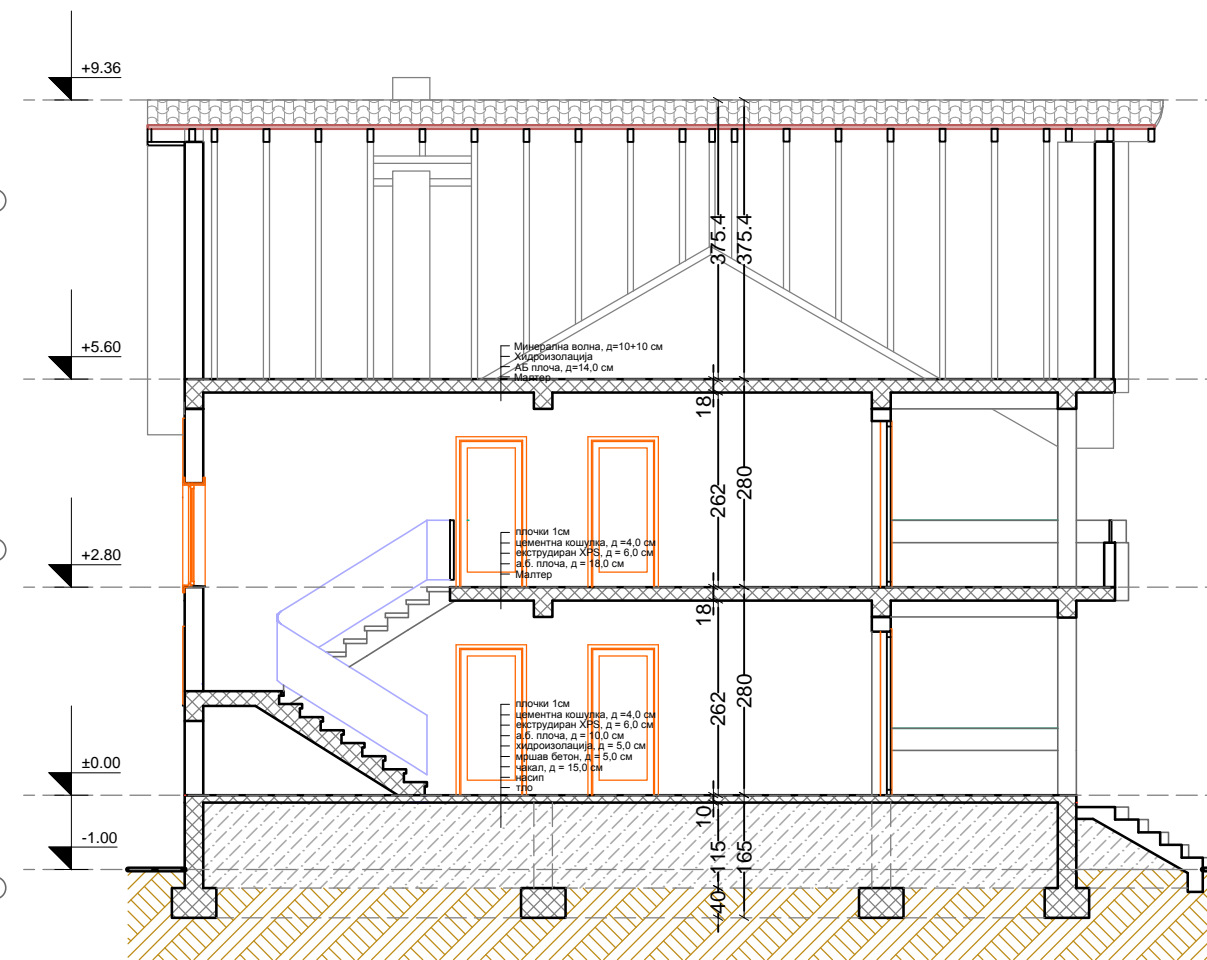 +9.36
375.4
375.4
+5.60
Минерална волна, д=10+10 см
Хидроизолација
АБ плоча, д=14,0 см
Малтер
18
262
280
+2.80
плочки 1см
цементна кошулка, д =4,0 см
екструдиран XPS, д = 6,0 см
а.б. плоча, д = 18,0 см
Малтер
18
262
280
±0.00
плочки 1см
цементна кошулка, д =4,0 см
екструдиран XPS, д = 6,0 см
а.б. плоча, д = 10,0 см
хидроизолација, д = 5,0 см
мршав бетон, д = 5,0 см
чакал, д = 15,0 см
насип
тло
-1.00
10
115
165
40